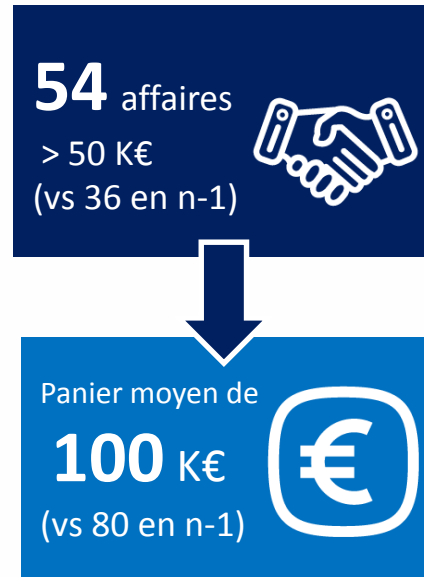 54 affaires
> 50 K€
(vs 36 en n-1)
Panier moyen de
100 K€
(vs 80 en n-1)
€